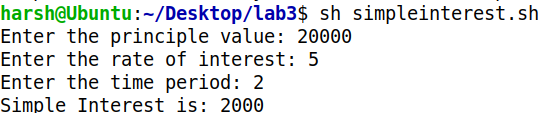 harsh@Ubuntu:~/Desktop/lab3$ sh simpleinterest.sh
Enter the principle value: 20000
Enter the rate of interest: 5
Enter the time period: 2
Simple Interest is: 2000